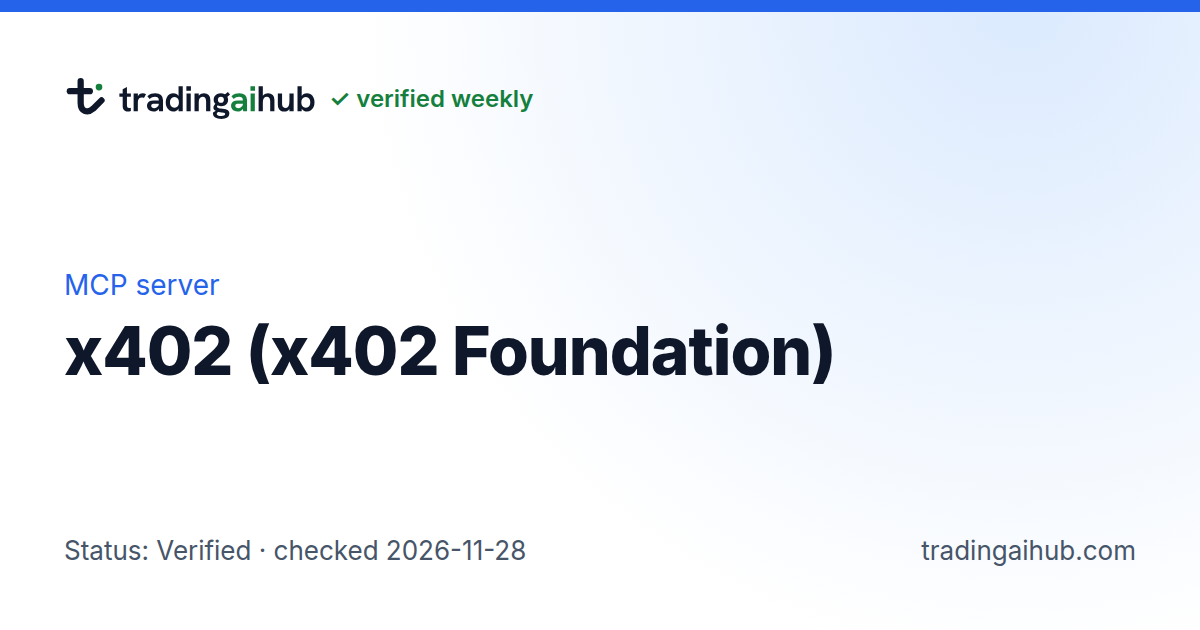 tradingaihub ✓ verified weekly
MCP server
x402 (x402 Foundation)
Status: Verified · checked 2026-11-28
tradingaihub.com